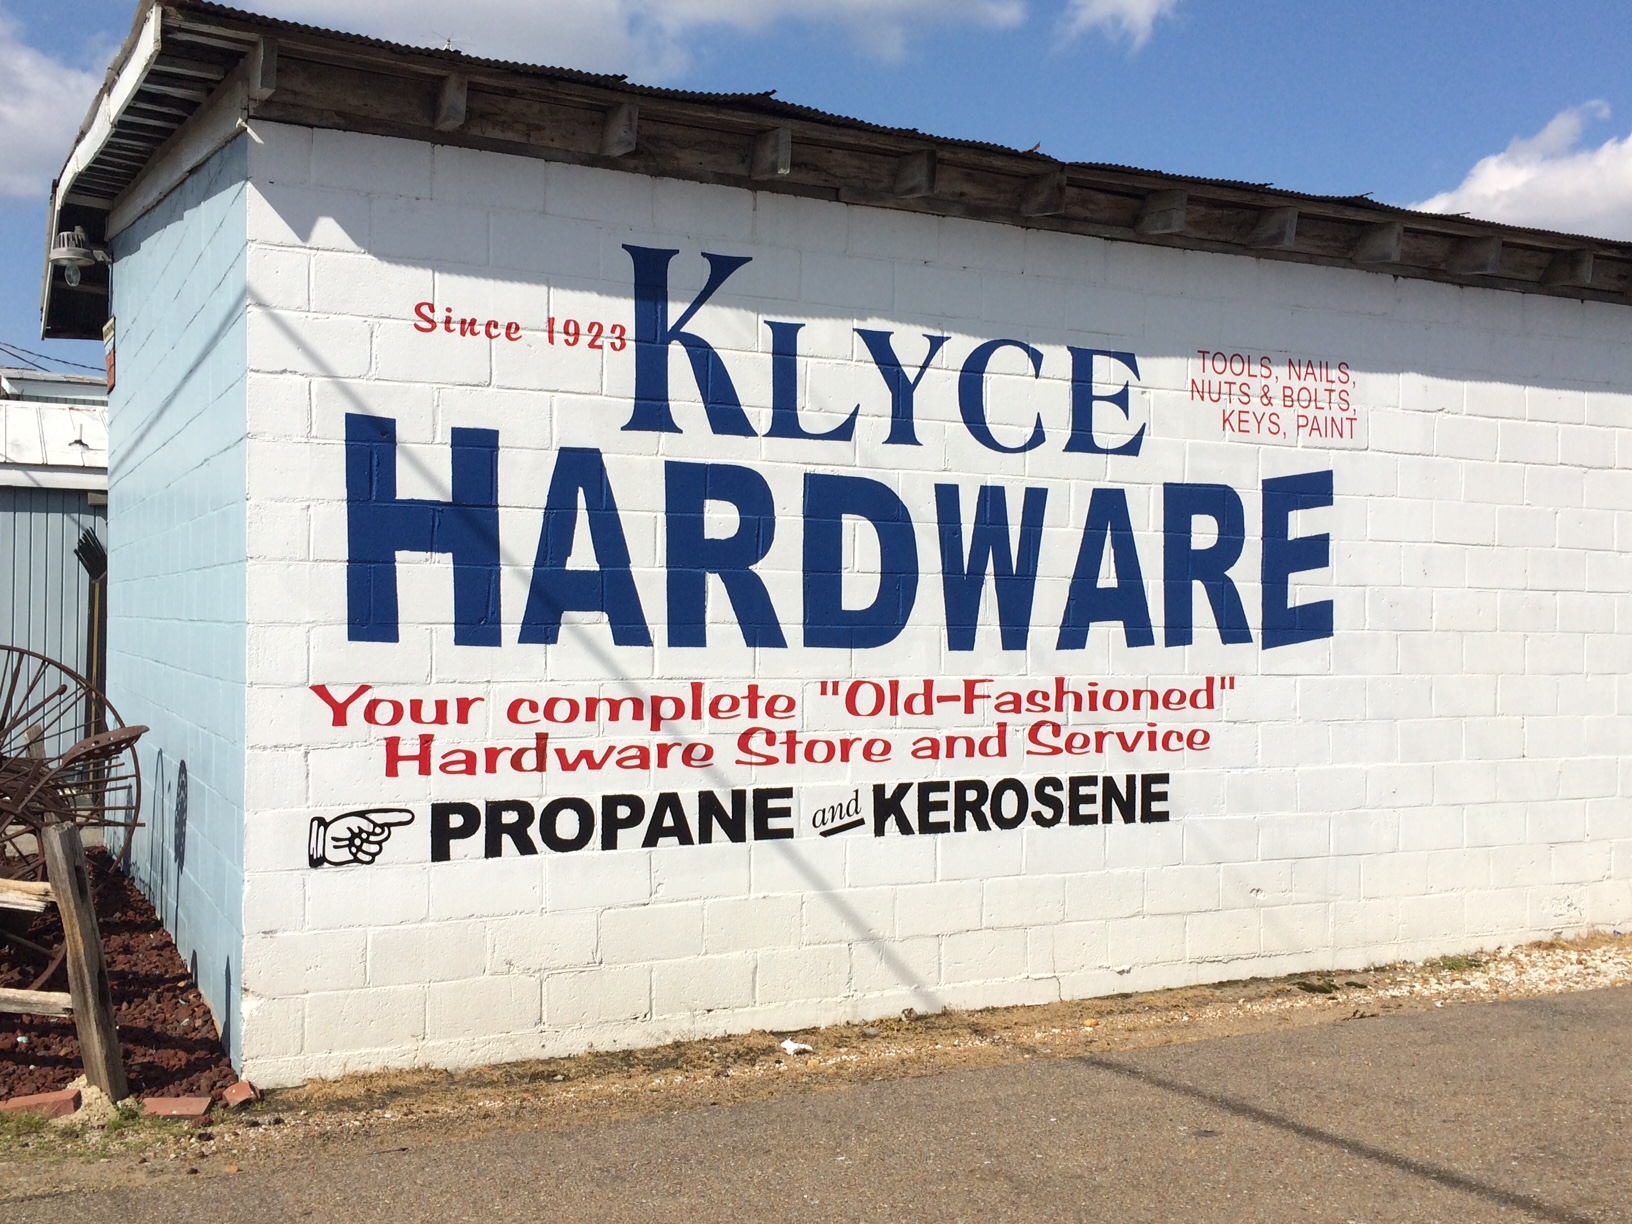 Since 1923
KLYCE
TOOLS, NAILS,
NUTS & BOLTS,
KEYS, PAINT
HARDWARE
Your complete "Old-Fashioned"
Hardware Store and Service
PROPANE and KEROSENE